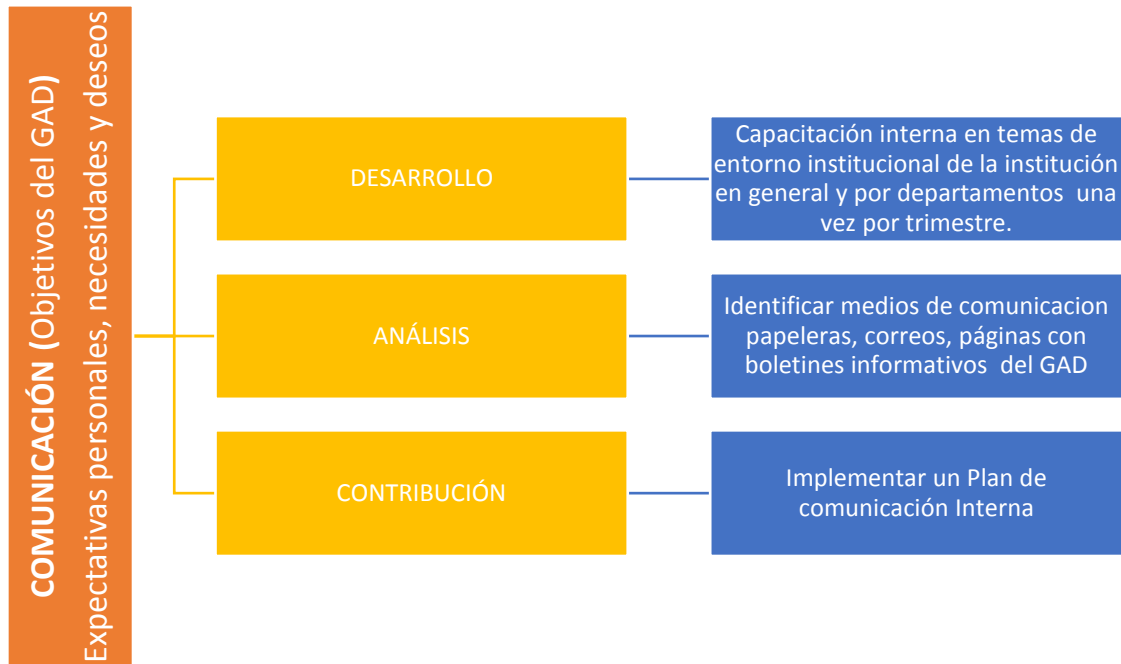 COMUNICACIÓN (Objetivos del GAD)
Expectativas personales, necesidades y deseos
DESARROLLO
Capacitación interna en temas de
entorno institucional de la institución
en general y por departamentos una
vez por trimestre.
ANÁLISIS
Identificar medios de comunicacion
papeleras, correos, páginas con
boletines informativos del GAD
CONTRIBUCIÓN
Implementar un Plan de
comunicación Interna